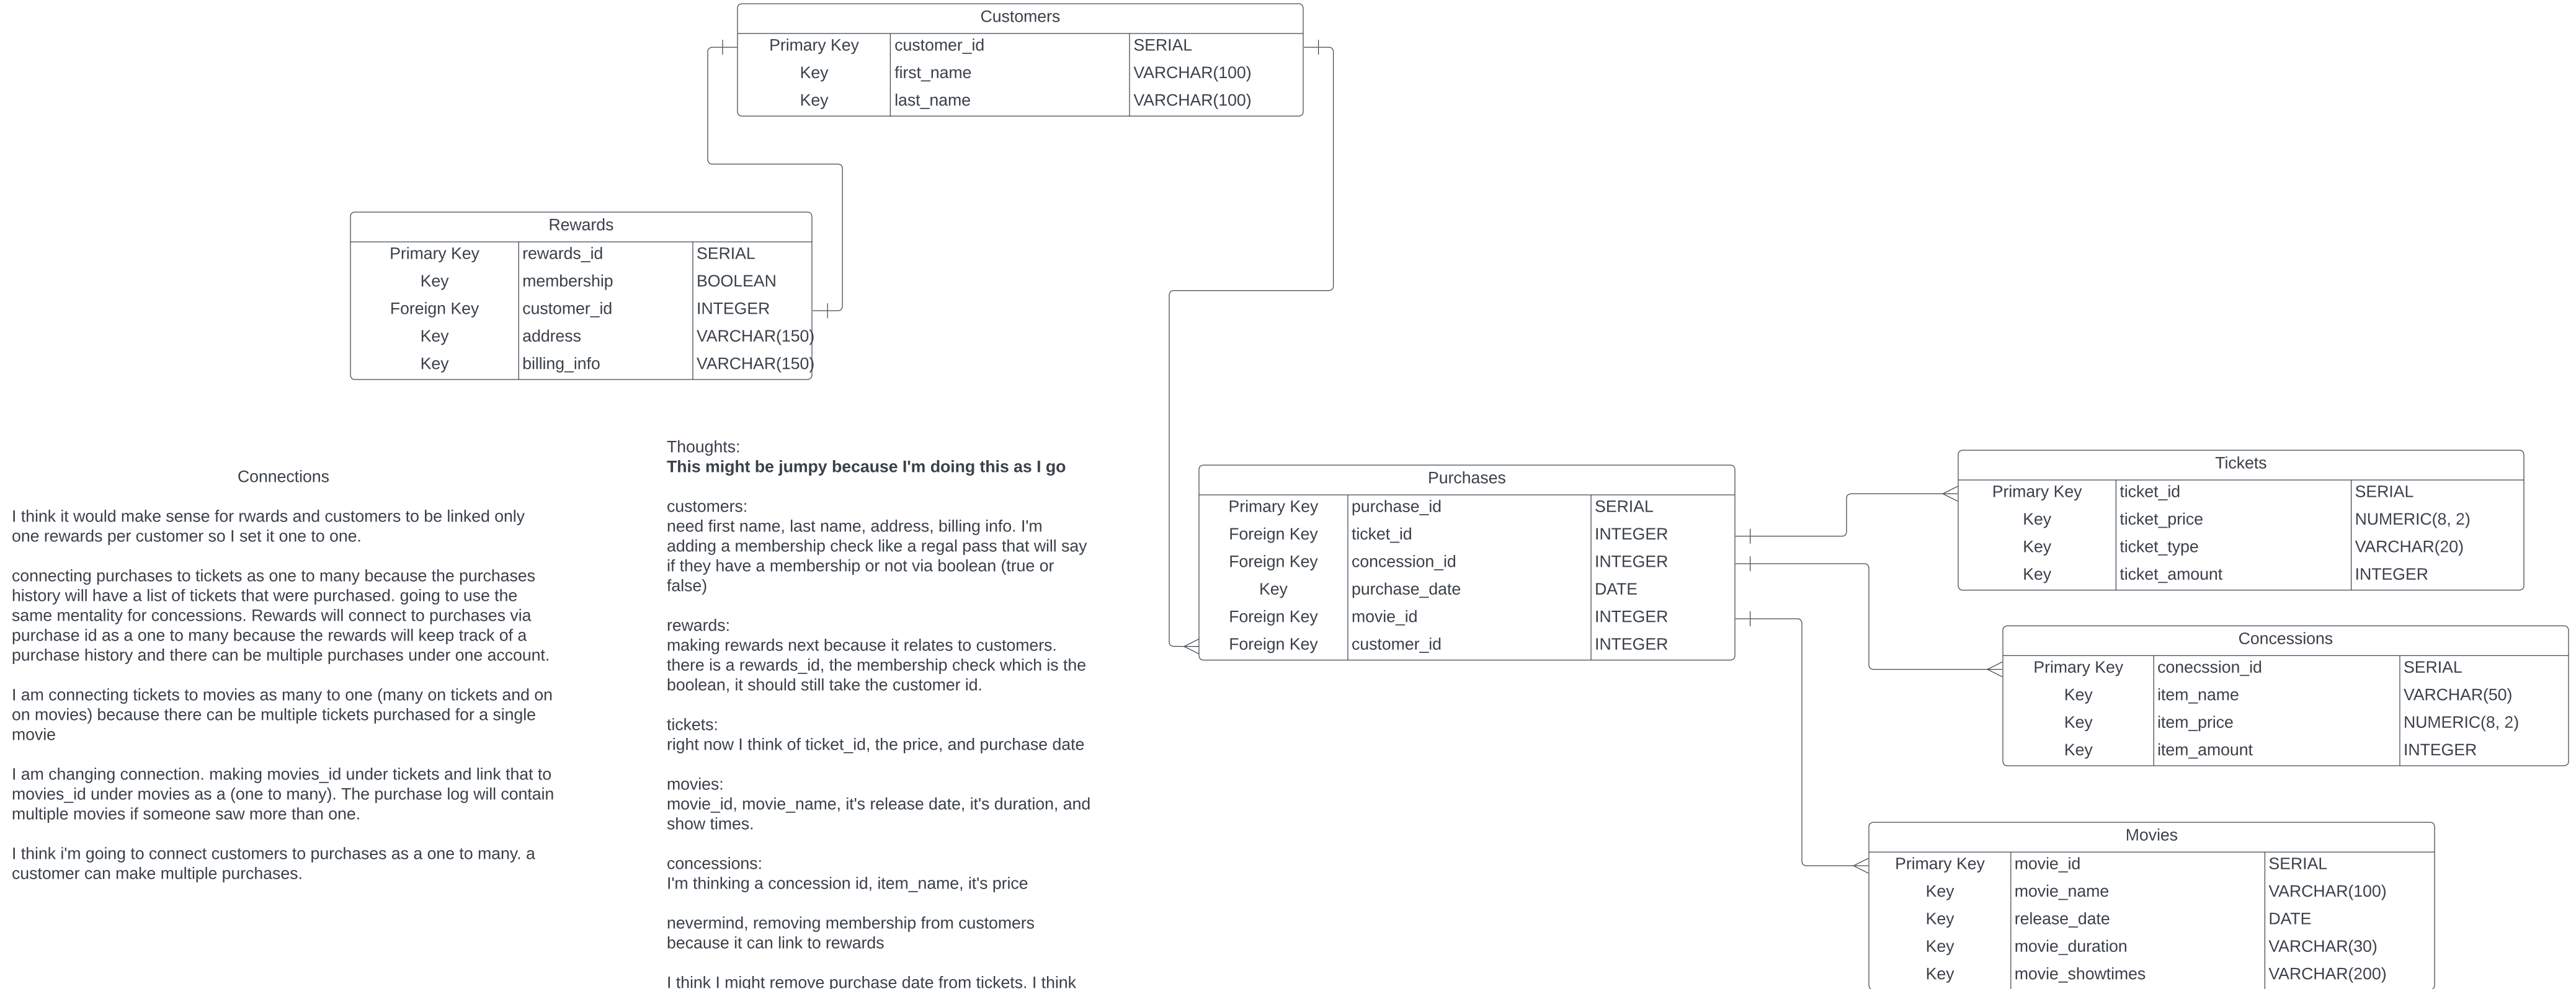 Customers
Primary Key customer_id SERIAL
Key first_name VARCHAR(100)
Key last_name VARCHAR(100)
Rewards
Primary Key rewards_id SERIAL
Key membership BOOLEAN
Foreign Key customer_id INTEGER
Key address VARCHAR(150)
Key billing_info VARCHAR(150)
Connections
I think it would make sense for rwards and customers to be linked only
one rewards per customer so I set it one to one.
connecting purchases to tickets as one to many because the purchases
history will have a list of tickets that were purchased. going to use the
same mentality for concessions. Rewards will connect to purchases via
purchase id as a one to many because the rewards will keep track of a
purchase history and there can be multiple purchases under one account.
I am connecting tickets to movies as many to one (many on tickets and on
on movies) because there can be multiple tickets purchased for a single
movie
I am changing connection. making movies_id under tickets and link that to
movies_id under movies as a (one to many). The purchase log will contain
multiple movies if someone saw more than one.
I think i'm going to connect customers to purchases as a one to many. a
customer can make multiple purchases.
Thoughts:
This might be jumpy because I'm doing this as I go
customers:
need first name, last name, address, billing info. I'm
adding a membership check like a regal pass that will say
if they have a membership or not via boolean (true or
false)
rewards:
making rewards next because it relates to customers.
there is a rewards_id, the membership check which is the
boolean, it should still take the customer id.
tickets:
right now I think of ticket_id, the price, and purchase date
movies:
movie_id, movie_name, it's release date, it's duration, and
show times.
concessions:
I'm thinking a concession id, item_name, it's price
nevermind, removing membership from customers
because it can link to rewards
I think I might remove purchase date from tickets. I think
Purchases
Primary Key purchase_id SERIAL
Foreign Key ticket_id INTEGER
Foreign Key concession_id INTEGER
Key purchase_date DATE
Foreign Key movie_id INTEGER
Foreign Key customer_id INTEGER
Tickets
Primary Key ticket_id SERIAL
Key ticket_price NUMERIC(8, 2)
Key ticket_type VARCHAR(20)
Key ticket_amount INTEGER
Concessions
Primary Key conecssion_id SERIAL
Key item_name VARCHAR(50)
Key item_price NUMERIC(8, 2)
Key item_amount INTEGER
Movies
Primary Key movie_id SERIAL
Key movie_name VARCHAR(100)
Key release_date DATE
Key movie_duration VARCHAR(30)
Key movie_showtimes VARCHAR(200)